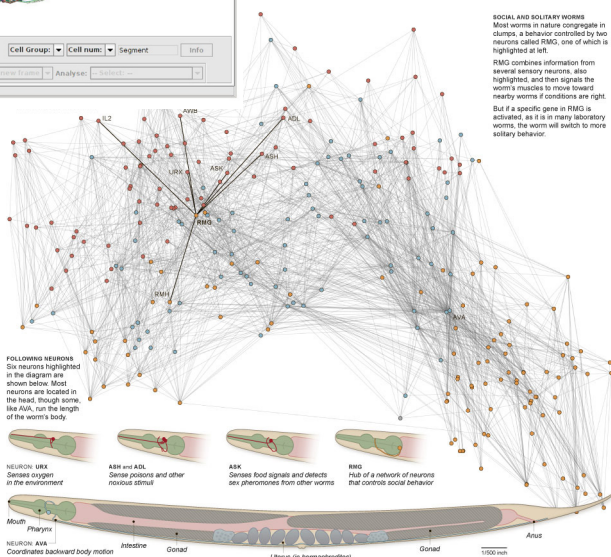 Cell Group: Cell num: Segment Info
new frame Analyse: -- Select: --
SOCIAL AND SOLITARY WORMS
Most worms in nature congregate in
clumps, a behavior controlled by two
neurons called RMG, one of which is
highlighted at left.
RMG combines information from
several sensory neurons, also
highlighted, and then signals the
worm's muscles to move toward
nearby worms if conditions are right.
But if a specific gene in RMG is
activated, as it is in many laboratory
worms, the worm will switch to more
solitary behavior.
IL2
AWB
ADL
ASH
ASK
URX
RMG
RMH
AVA
FOLLOWING NEURONS
Six neurons highlighted
in the diagram are
shown below. Most
neurons are located in
the head, though some,
like AVA, run the length
of the worm's body.
NEURON: URX
Senses oxygen
in the environment
ASH and ADL
Sense poisons and other
noxious stimuli
ASK
Senses food signals and detects
sex pheromones from other worms
RMG
Hub of a network of neurons
that controls social behavior
Mouth
Pharynx
NEURON: AVA
Coordinates backward body motion
Intestine
Gonad
Uterus (in hermaphrodites)
Gonad
1/500 inch
Anus